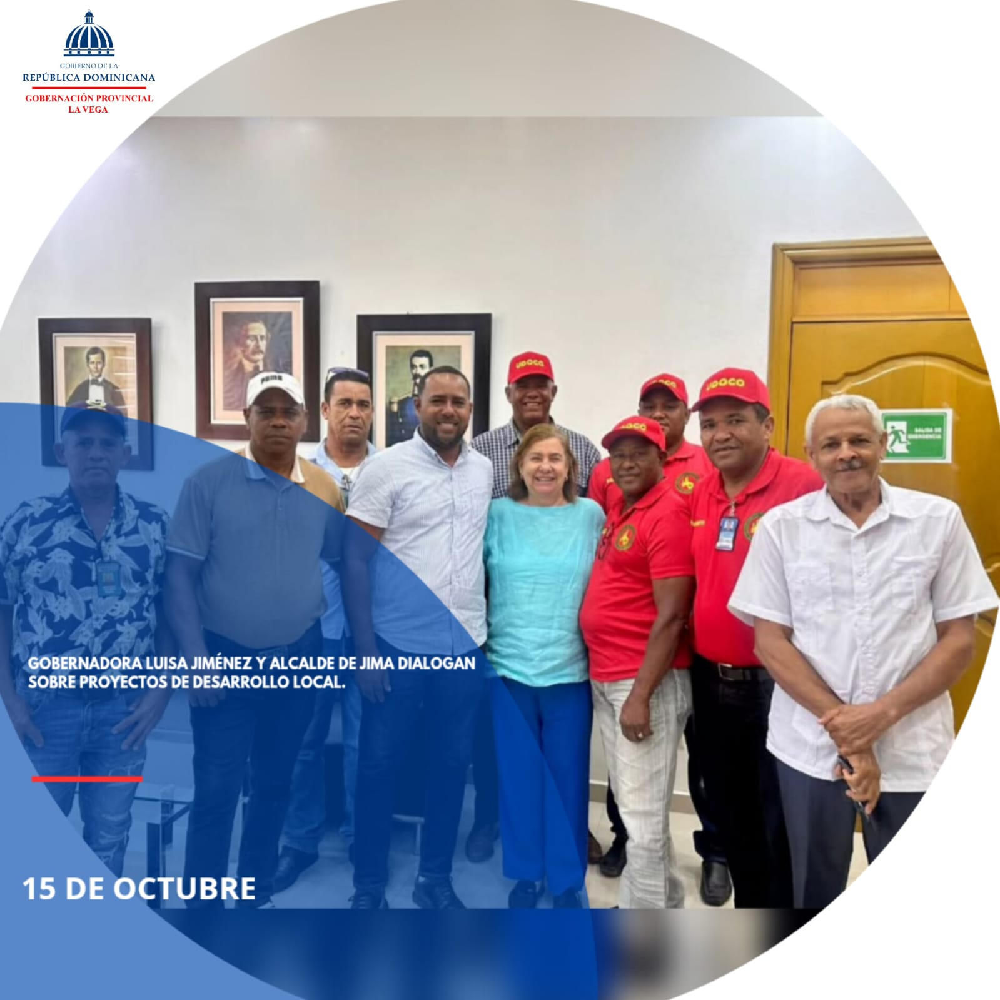 GOBIERNO DE LA
REPÚBLICA DOMINICANA
GOBERNACIÓN PROVINCIAL
LA VEGA
PUMA
UDOCO
UDOCO
UDOCO
SALIDA DE
EMERGENCIA
GOBERNADORA LUISA JIMÉNEZ Y ALCALDE DE JIMA DIALOGAN
SOBRE PROYECTOS DE DESARROLLO LOCAL.
15 DE OCTUBRE